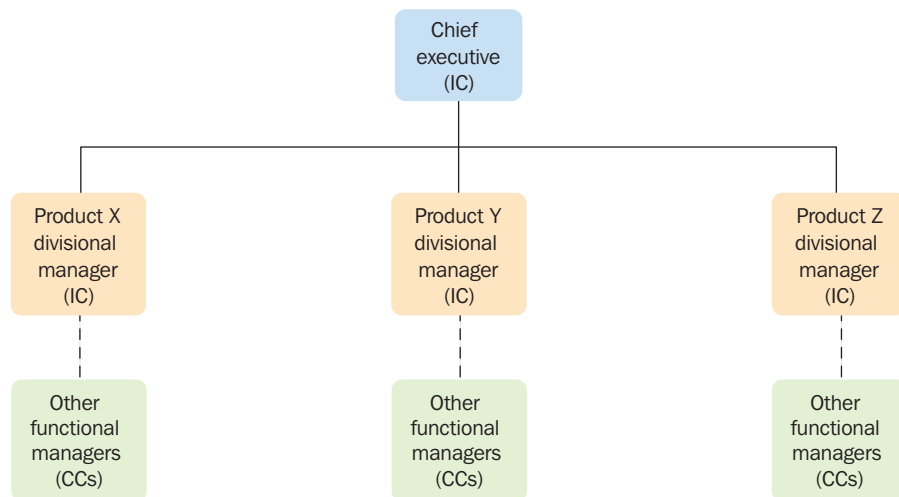 Chief
executive
(IC)
Product X
divisional
manager
(IC)
Product Y
divisional
manager
(IC)
Product Z
divisional
manager
(IC)
Other
functional
managers
(CCs)
Other
functional
managers
(CCs)
Other
functional
managers
(CCs)